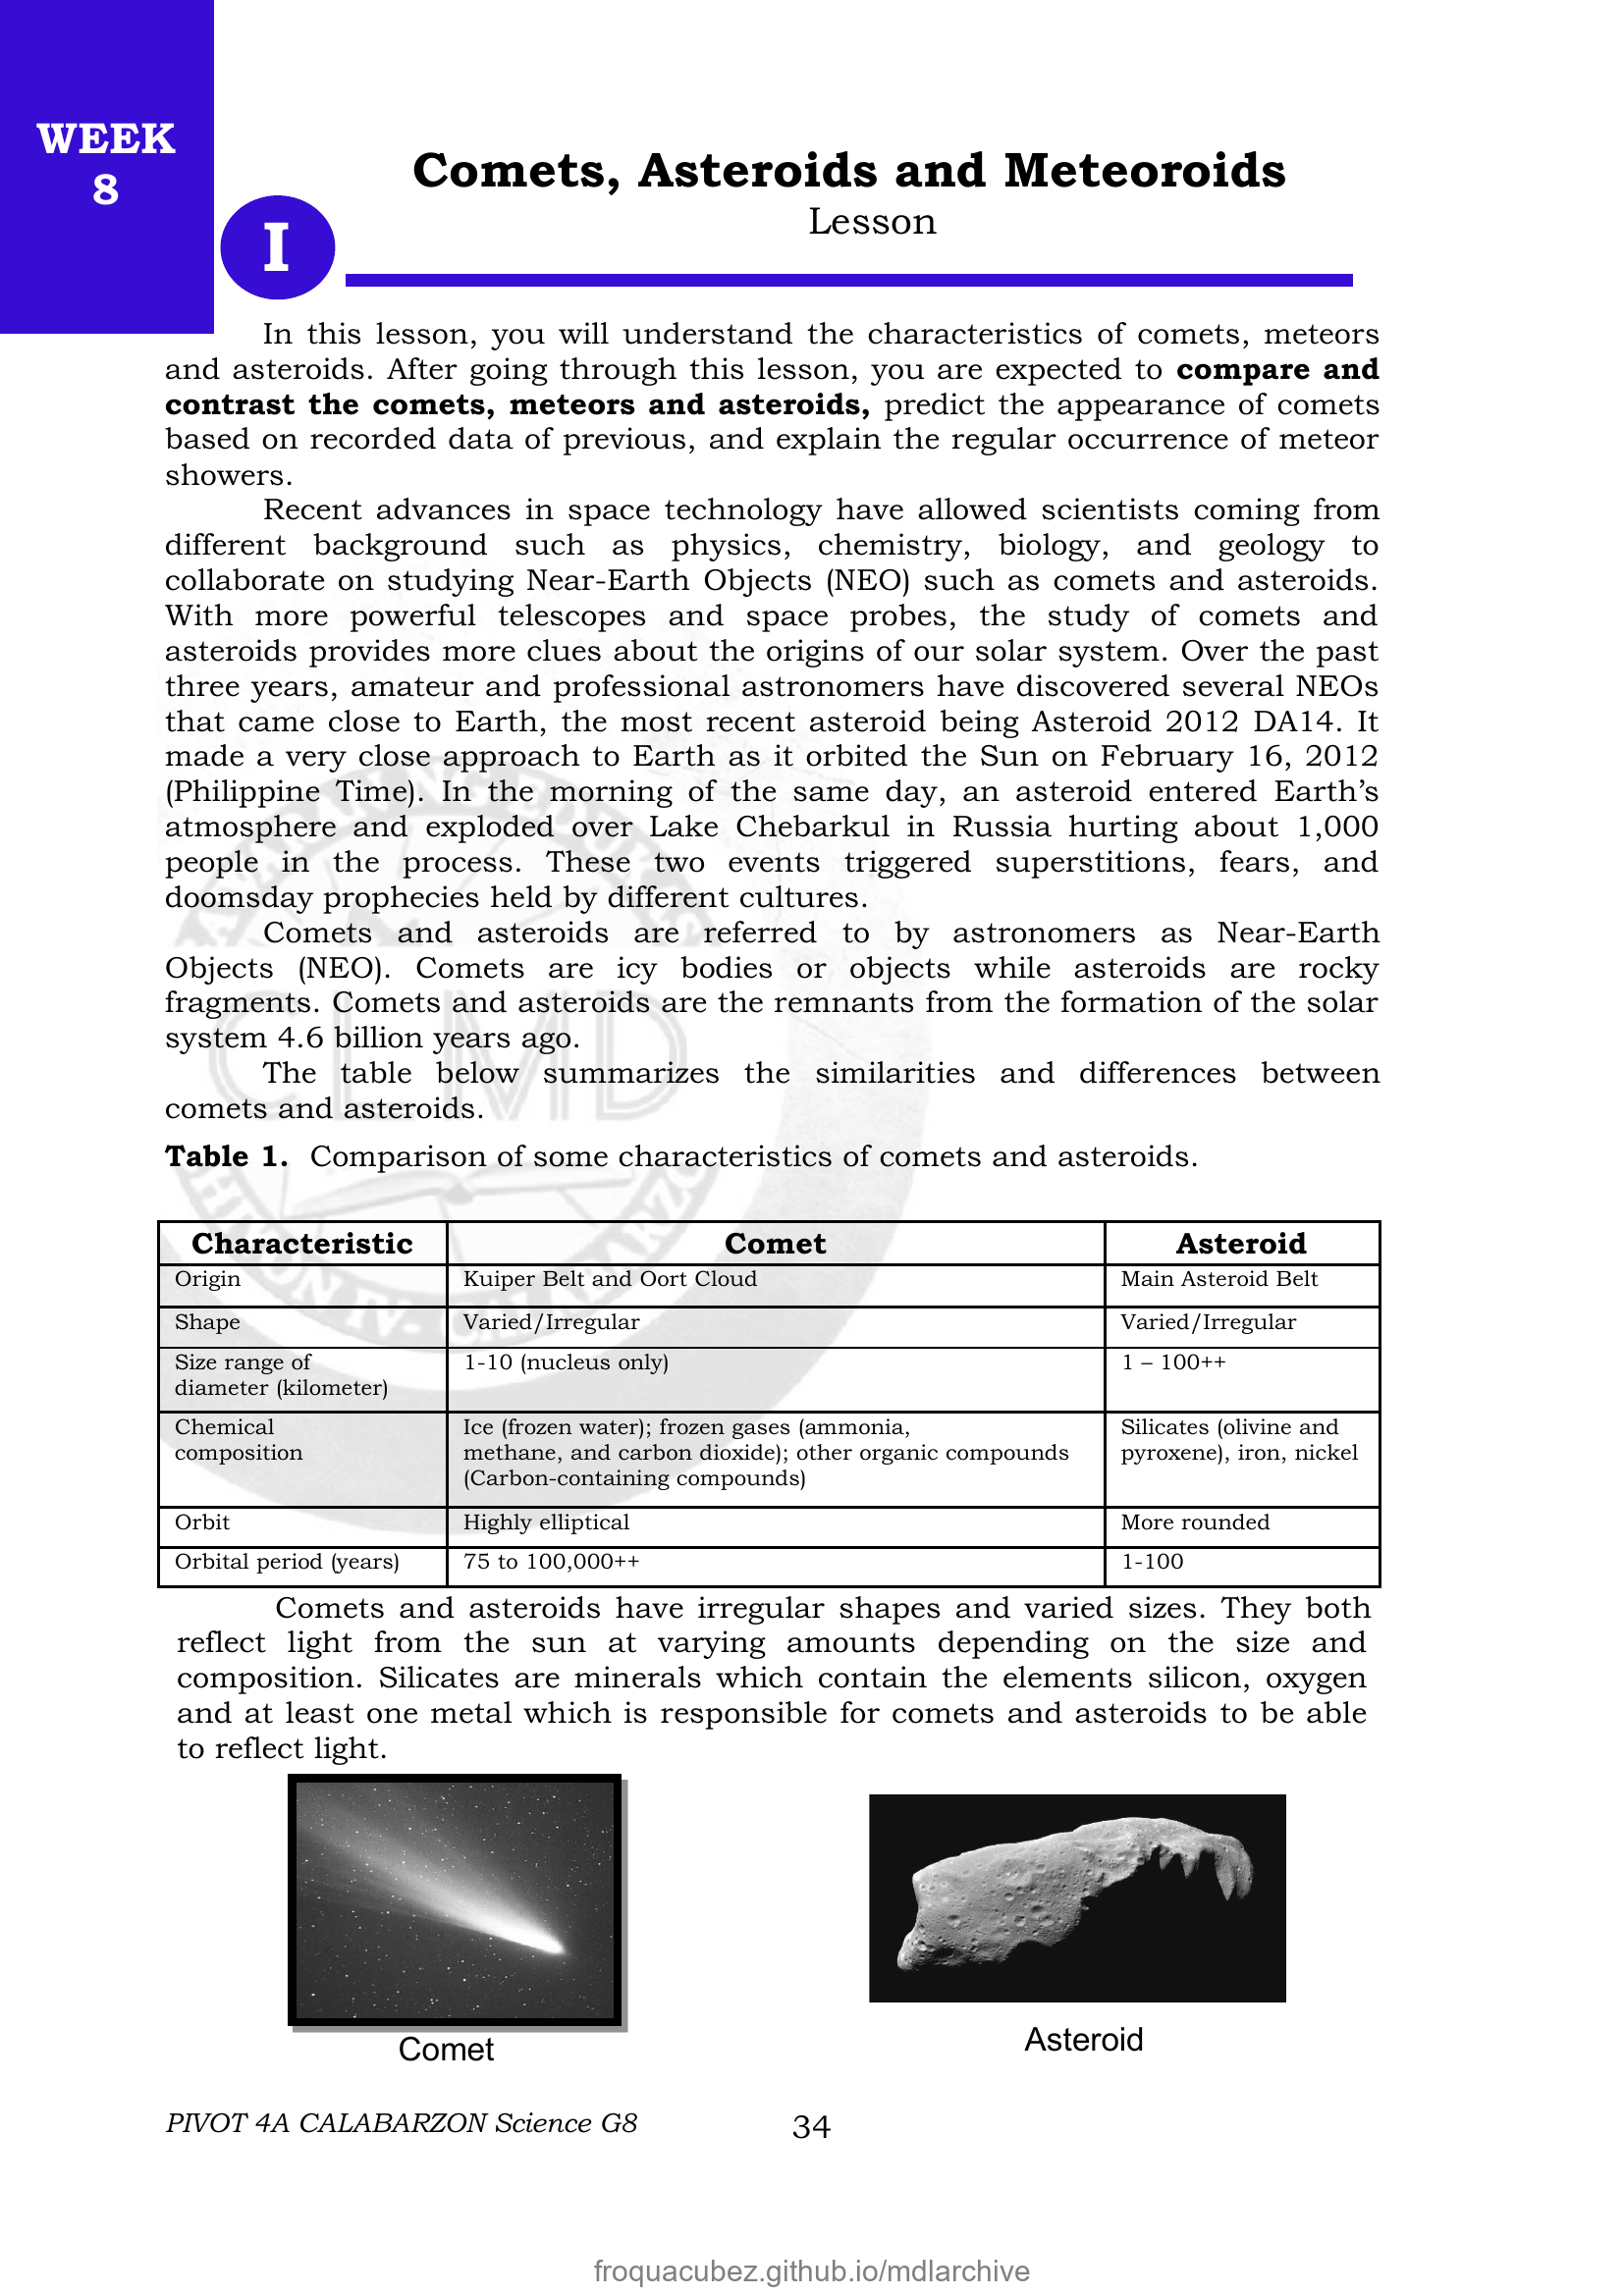 WEEK
8
Comets, Asteroids and Meteoroids
Lesson
I
In this lesson, you will understand the characteristics of comets, meteors
and asteroids. After going through this lesson, you are expected to compare and
contrast the comets, meteors and asteroids, predict the appearance of comets
based on recorded data of previous, and explain the regular occurrence of meteor
showers.
Recent advances in space technology have allowed scientists coming from
different background such as physics, chemistry, biology, and geology to
collaborate on studying Near-Earth Objects (NEO) such as comets and asteroids.
With more powerful telescopes and space probes, the study of comets and
asteroids provides more clues about the origins of our solar system. Over the past
three years, amateur and professional astronomers have discovered several NEOs
that came close to Earth, the most recent asteroid being Asteroid 2012 DA14. It
made a very close approach to Earth as it orbited the Sun on February 16, 2012
(Philippine Time). In the morning of the same day, an asteroid entered Earth's
atmosphere and exploded over Lake Chebarkul in Russia hurting about 1,000
people in the process. These two events triggered superstitions, fears, and
doomsday prophecies held by different cultures.
Comets and asteroids are referred to by astronomers as Near-Earth
Objects (NEO). Comets are icy bodies or objects while asteroids are rocky
fragments. Comets and asteroids are the remnants from the formation of the solar
system 4.6 billion years ago.
The table below summarizes the similarities and differences between
comets and asteroids.
CLMD
Table 1. Comparison of some characteristics of comets and asteroids.
Characteristic Comet Asteroid
Origin Kuiper Belt and Oort Cloud Main Asteroid Belt
Shape Varied/Irregular Varied/Irregular
Size range of 1-10 (nucleus only) 1 – 100++
diameter (kilometer)
Chemical Ice (frozen water); frozen gases (ammonia, Silicates (olivine and
composition methane, and carbon dioxide); other organic compounds pyroxene), iron, nickel
(Carbon-containing compounds)
Orbit Highly elliptical More rounded
Orbital period (years) 75 to 100,000++ 1-100
Comets and asteroids have irregular shapes and varied sizes. They both
reflect light from the sun at varying amounts depending on the size and
composition. Silicates are minerals which contain the elements silicon, oxygen
and at least one metal which is responsible for comets and asteroids to be able
to reflect light.
Comet
Asteroid
PIVOT 4A CALABARZON Science G8 34
froquacubez.github.io/mdlarchive